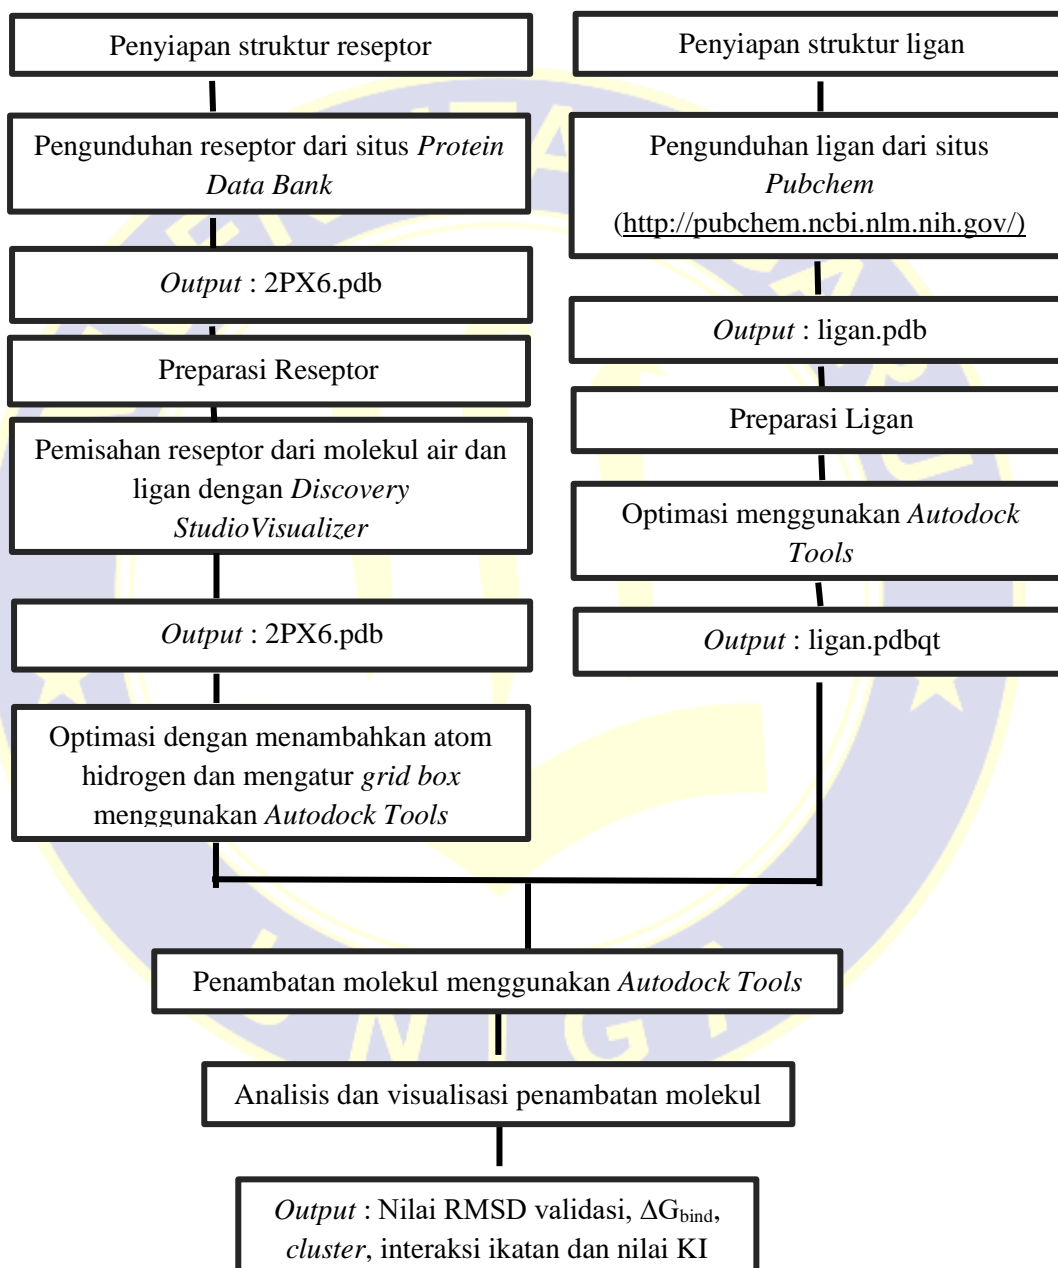 Penyiapan struktur reseptor
Pengunduhan reseptor dari situs Protein
Data Bank
Output : 2PX6.pdb
Preparasi Reseptor
Pemisahan reseptor dari molekul air dan
ligan dengan Discovery
StudioVisualizer
Output : 2PX6.pdb
Optimasi dengan menambahkan atom
hidrogen dan mengatur grid box
menggunakan Autodock Tools
Penyiapan struktur ligan
Pengunduhan ligan dari situs
Pubchem
(http://pubchem.ncbi.nlm.nih.gov/)
Output : ligan.pdb
Preparasi Ligan
Optimasi menggunakan Autodock
Tools
Output : ligan.pdbqt
Penambatan molekul menggunakan Autodock Tools
Analisis dan visualisasi penambatan molekul
Output : Nilai RMSD validasi, ΔGbind,
cluster, interaksi ikatan dan nilai KI
UNIGA